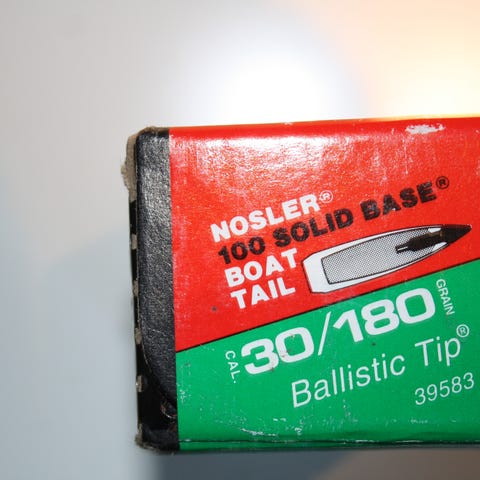 NOSLER®
100 SOLID BASE®
BOAT
TAIL
CAL. 30/180 GRAIN
Ballistic Tip®
39583